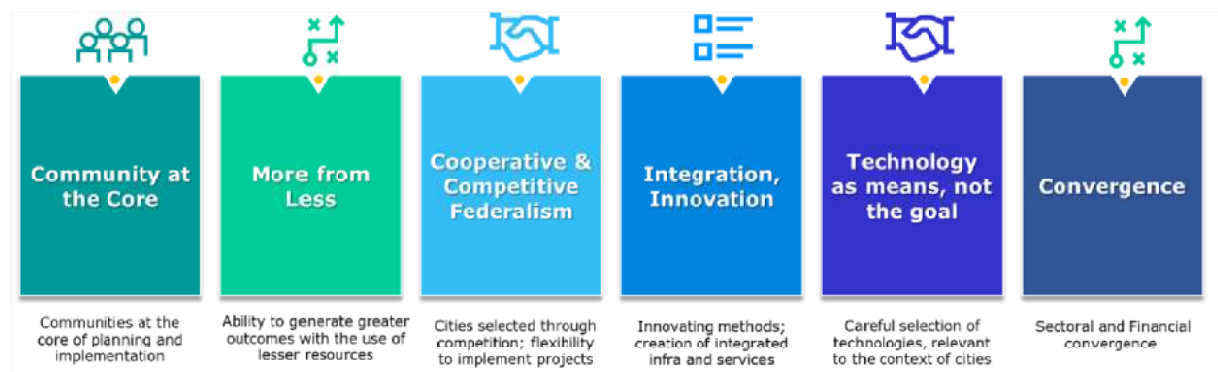 Community at
the Core
More from
Less
Cooperative &
Competitive
Federalism
Integration,
Innovation
Technology
as means, not
the goal
Convergence
Communities at the
core of planning and
implementation
Ability to generate greater
outcomes with the use of
lesser resources
Cities selected through
competition; flexibility
to implement projects
Innovating methods;
creation of integrated
infra and services
Careful selection of
technologies, relevant
to the context of cities
Sectoral and Financial
convergence